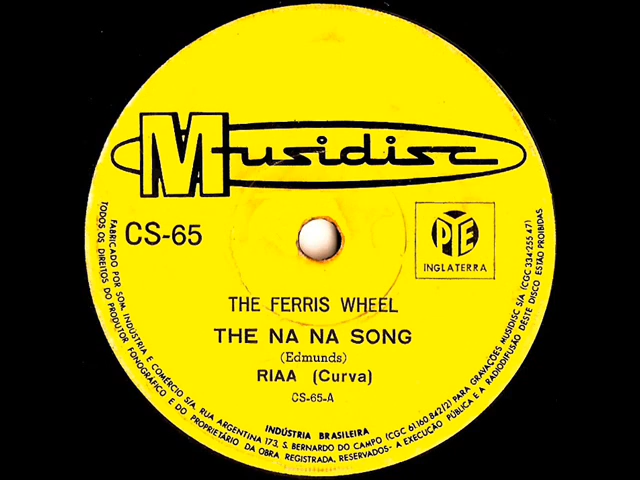 Musidisc
CS-65
PYE
INGLATERRA
THE FERRIS WHEEL
THE NA NA SONG
(Edmunds)
RIAA (Curva)
CS-65-A
INDÚSTRIA BRASILEIRA
FABRICADO POR SOM, INDUSTRIA E COMÉRCIO S/A, RUA ARGENTINA 173, S. BERNARDO DO CAMPO (CGC 61.160.842/2) PARA GRAVAÇÕES MUSIDISC S/A (CGC 334-255 47)
TODOS OS DIREITOS DO PRODUTOR FONOGRÁFICO E DO PROPRIETÁRIO DA OBRA REGISTRADA, RESERVADOS - A EXECUÇÃO PÚBLICA E A RADIODIFUSÃO DÊSTE DISCO ESTÃO PROIBIDAS